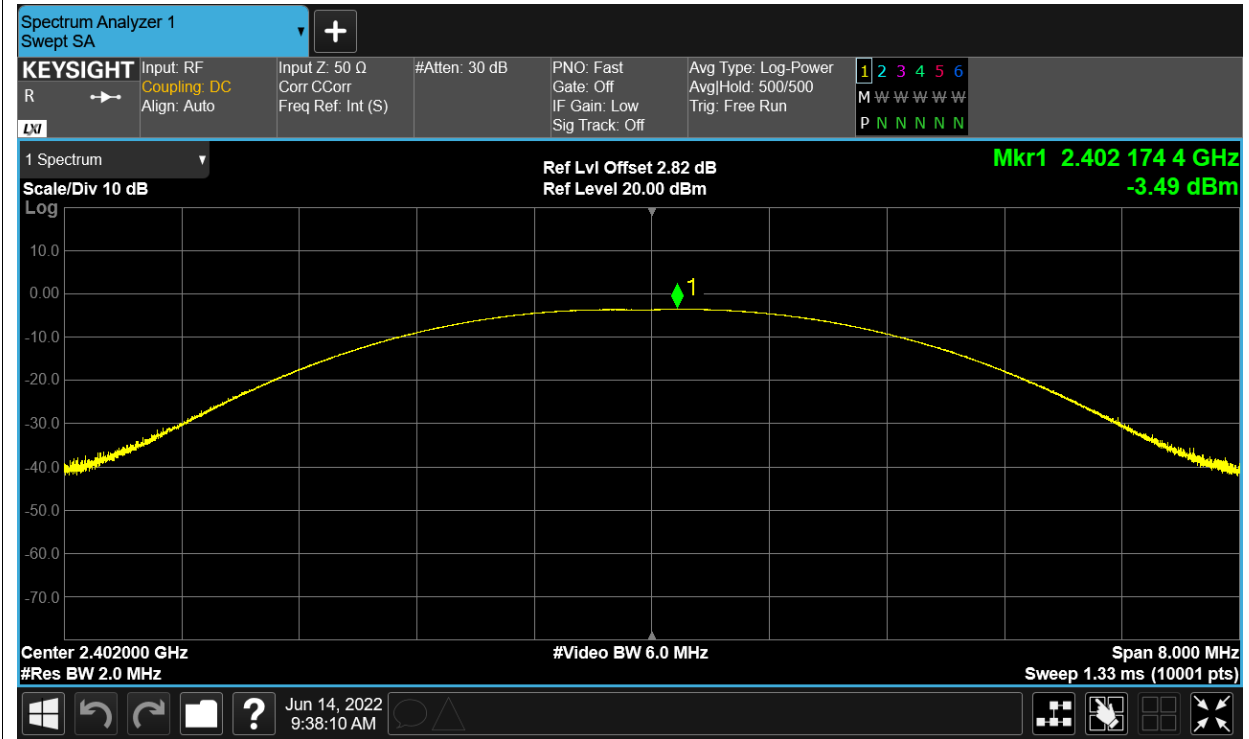 Spectrum Analyzer 1
Swept SA
KEYSIGHT
R
LXI
Input: RF
Coupling: DC
Align: Auto
Input Z: 50 Ω
Corr CCorr
Freq Ref: Int (S)
#Atten: 30 dB
PNO: Fast
Gate: Off
IF Gain: Low
Sig Track: Off
Avg Type: Log-Power
Avg|Hold: 500/500
Trig: Free Run
1 2 3 4 5 6
M W W W W W
P N N N N N
1 Spectrum
Scale/Div 10 dB
Log
Ref Lvl Offset 2.82 dB
Ref Level 20.00 dBm
Mkr1 2.402 174 4 GHz
-3.49 dBm
10.0
0.00
1
-10.0
-20.0
-30.0
-40.0
-50.0
-60.0
-70.0
Center 2.402000 GHz
#Video BW 6.0 MHz
Span 8.000 MHz
#Res BW 2.0 MHz
Sweep 1.33 ms (10001 pts)
?
Jun 14, 2022
9:38:10 AM